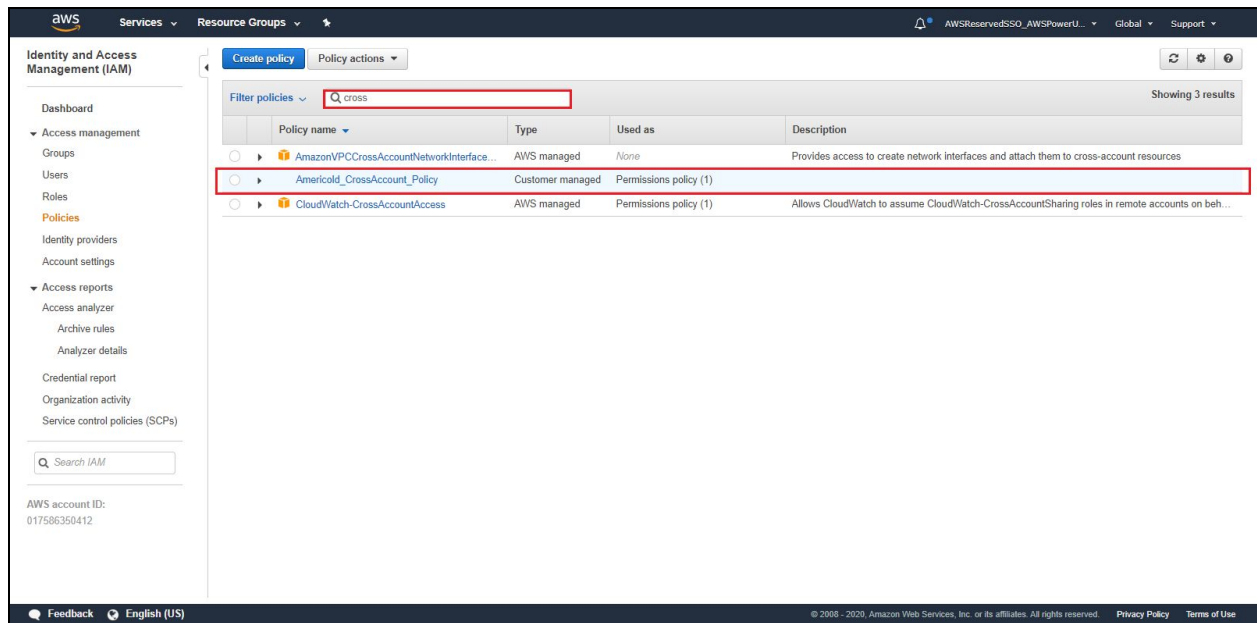 aws Services Resource Groups AWSReservedSSO_AWSPowerU... Global Support
Identity and Access
Management (IAM)
Dashboard
Access management
Groups
Users
Roles
Policies
Identity providers
Account settings
Access reports
Access analyzer
Archive rules
Analyzer details
Credential report
Organization activity
Service control policies (SCPs)
Search IAM
AWS account ID:
017586350412
Create policy Policy actions
Filter policies cross Showing 3 results
Policy name Type Used as Description
AmazonVPCCrossAccountNetworkInterface... AWS managed None Provides access to create network interfaces and attach them to cross-account resources
Americold_CrossAccount_Policy Customer managed Permissions policy (1)
CloudWatch-CrossAccountAccess AWS managed Permissions policy (1) Allows CloudWatch to assume CloudWatch-CrossAccountSharing roles in remote accounts on beh...
Feedback English (US) © 2008 - 2020, Amazon Web Services, Inc. or its affiliates. All rights reserved. Privacy Policy Terms of Use